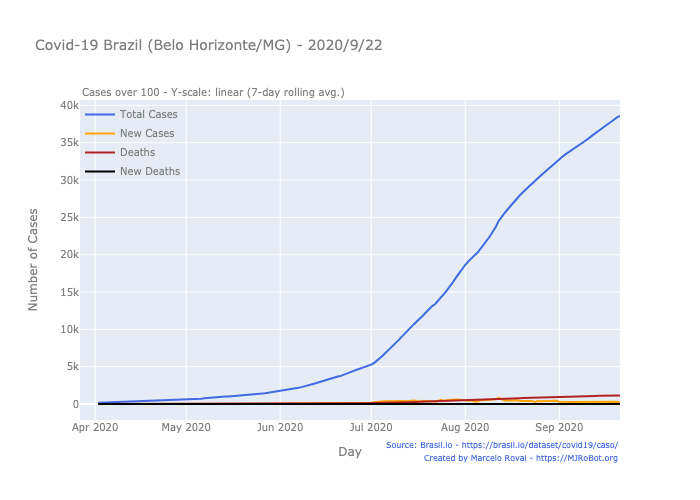 Covid-19 Brazil (Belo Horizonte/MG) - 2020/9/22
Cases over 100 - Y-scale: linear (7-day rolling avg.)
40k
35k
30k
25k
20k
15k
10k
5k
0
Total Cases
New Cases
Deaths
New Deaths
Number of Cases
Apr 2020
May 2020
Jun 2020
Jul 2020
Aug 2020
Sep 2020
Day
Source: Brasil.io - https://brasil.io/dataset/covid19/caso/
Created by Marcelo Rovai - https://MJRoBot.org